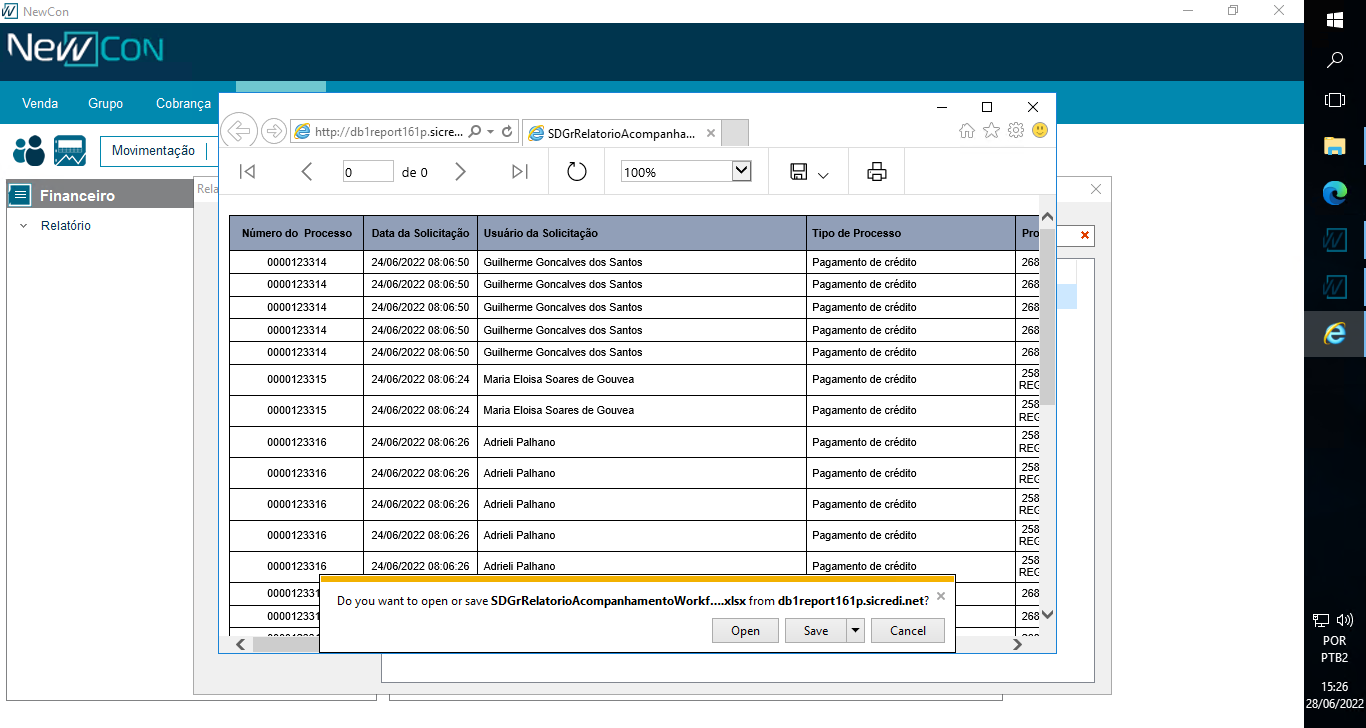 NewCon
NewCon
Venda Grupo Cobrança
Movimentação
Financeiro
Relatório
Rela
http://db1report161p.sicre...
SDGrRelatorioAcompanha...
0 de 0
100%
Número do Processo Data da Solicitação Usuário da Solicitação Tipo de Processo Pro
0000123314 24/06/2022 08:06:50 Guilherme Goncalves dos Santos Pagamento de crédito 268
0000123314 24/06/2022 08:06:50 Guilherme Goncalves dos Santos Pagamento de crédito 268
0000123314 24/06/2022 08:06:50 Guilherme Goncalves dos Santos Pagamento de crédito 268
0000123314 24/06/2022 08:06:50 Guilherme Goncalves dos Santos Pagamento de crédito 268
0000123314 24/06/2022 08:06:50 Guilherme Goncalves dos Santos Pagamento de crédito 268
0000123315 24/06/2022 08:06:24 Maria Eloisa Soares de Gouvea Pagamento de crédito 258
REG
0000123315 24/06/2022 08:06:24 Maria Eloisa Soares de Gouvea Pagamento de crédito 258
REG
0000123316 24/06/2022 08:06:26 Adrieli Palhano Pagamento de crédito 258
REG
0000123316 24/06/2022 08:06:26 Adrieli Palhano Pagamento de crédito 258
REG
0000123316 24/06/2022 08:06:26 Adrieli Palhano Pagamento de crédito 258
REG
0000123316 24/06/2022 08:06:26 Adrieli Palhano Pagamento de crédito 258
REG
0000123316 24/06/2022 08:06:26 Adrieli Palhano Pagamento de crédito 258
REG
000012331 268
000012331 268
Do you want to open or save SDGrRelatorioAcompanhamentoWorkf....xlsx from db1report161p.sicredi.net?
Open Save Cancel
POR
PTB2
15:26
28/06/2022